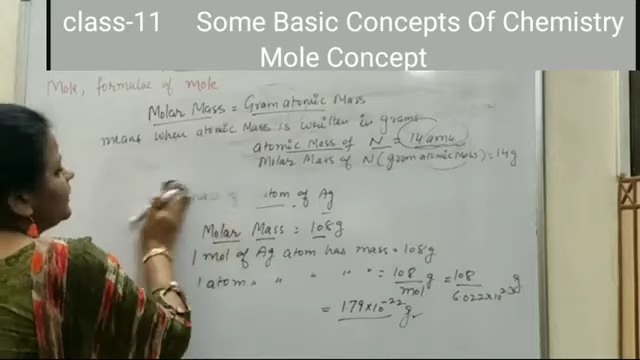 class-11 Some Basic Concepts Of Chemistry
Mole Concept
Mole, formulae of mole
Molar Mass = Gram atomic Mass
means when atomic Mass is written in grams
atomic Mass of N = 14 amu
Molar Mass of N (gram atomic Mass) = 14g
mass of atom of Ag
Molar Mass = 108g
1 mol of Ag atom has mass = 108g
1 atom " " " " " = 108/mol g = 108/6.022×10²³ g
= 1.79×10⁻²² g